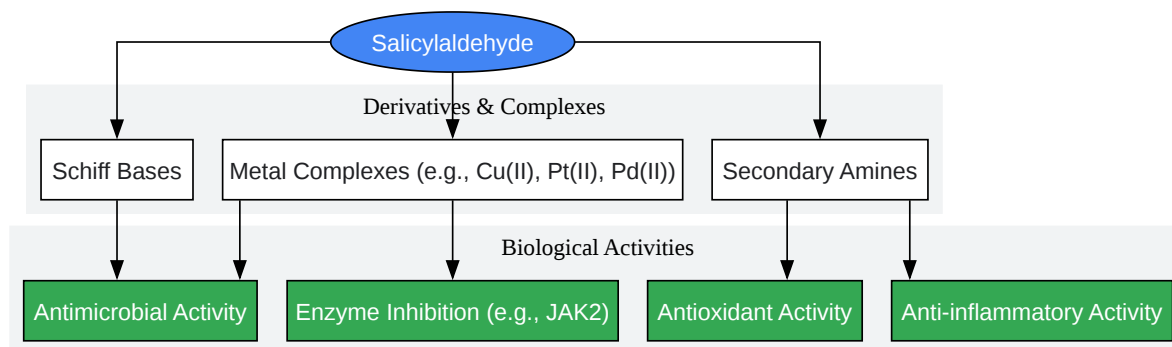 Salicylaldehyde
Derivatives & Complexes
Schiff Bases
Metal Complexes (e.g., Cu(II), Pt(II), Pd(II))
Secondary Amines
Biological Activities
Antimicrobial Activity
Enzyme Inhibition (e.g., JAK2)
Antioxidant Activity
Anti-inflammatory Activity